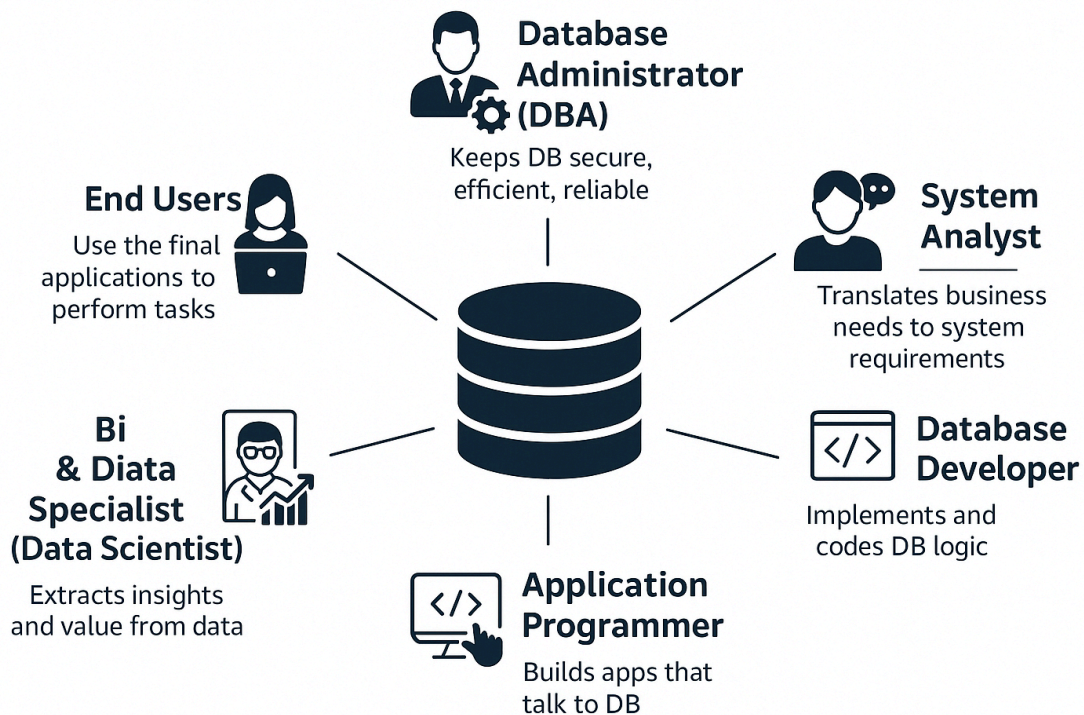 Database
Administrator
(DBA)
Keeps DB secure,
efficient, reliable
End Users
Use the final
applications to
perform tasks
System
Analyst
Translates business
needs to system
requirements
Bi
& Diata
Specialist
(Data Scientist)
Extracts insights
and value from data
</>
Database
Developer
Implements and
codes DB logic
</>
Application
Programmer
Builds apps that
talk to DB